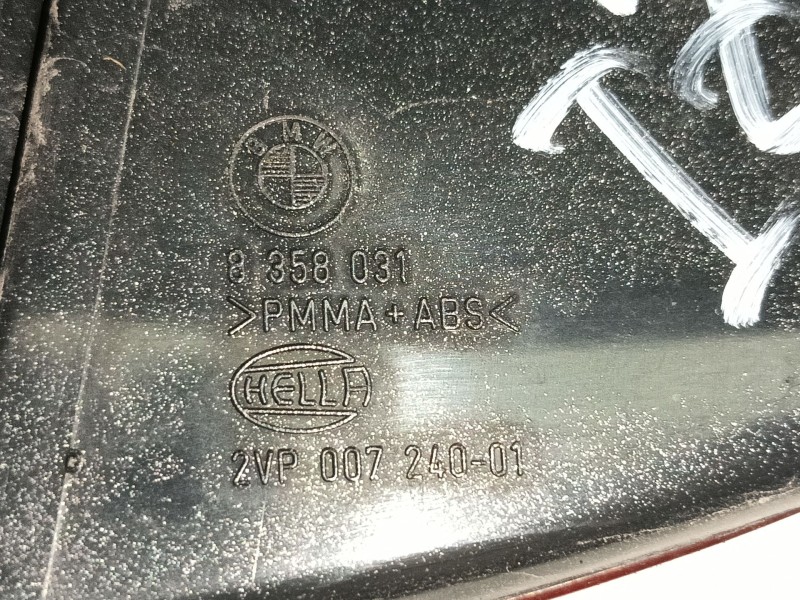 BMW
8 358 031
>PMMA+ABS<
HELLA
2VP 007 240-01